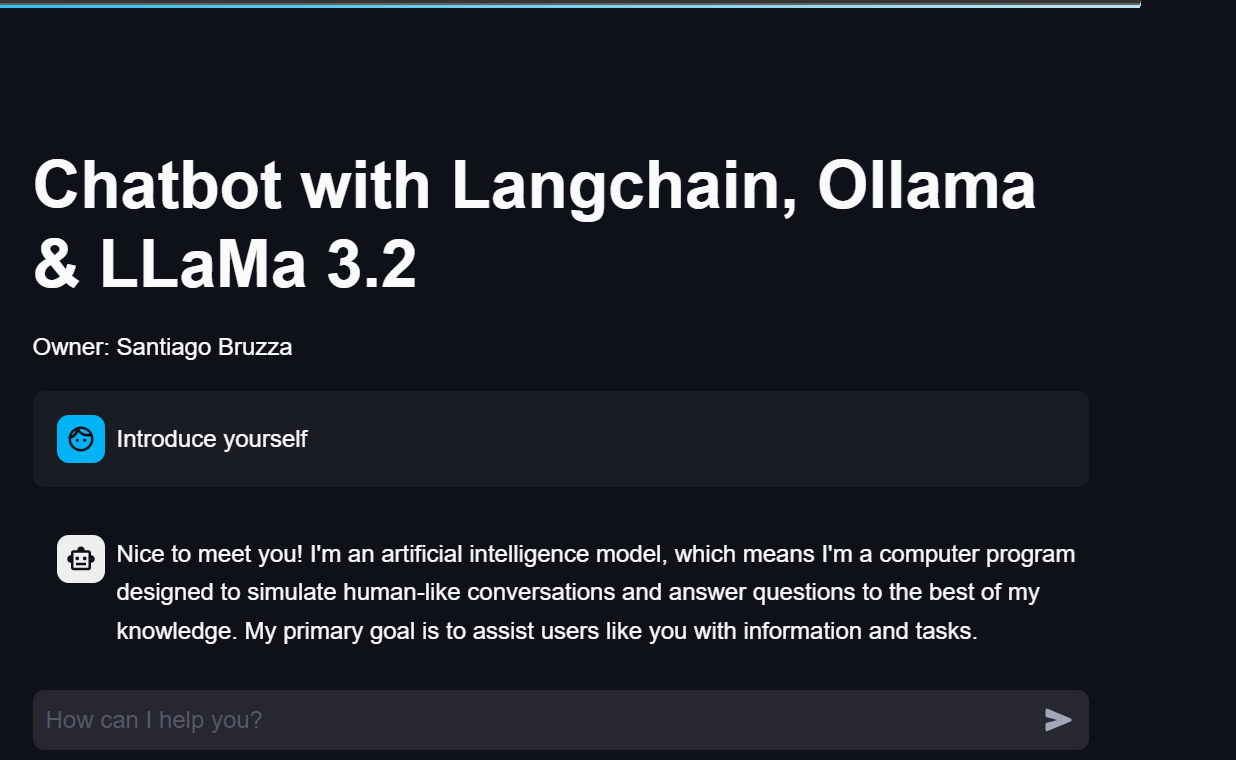 Chatbot with Langchain, Ollama
& LLaMa 3.2
Owner: Santiago Bruzza
Introduce yourself
Nice to meet you! I'm an artificial intelligence model, which means I'm a computer program
designed to simulate human-like conversations and answer questions to the best of my
knowledge. My primary goal is to assist users like you with information and tasks.
How can I help you?